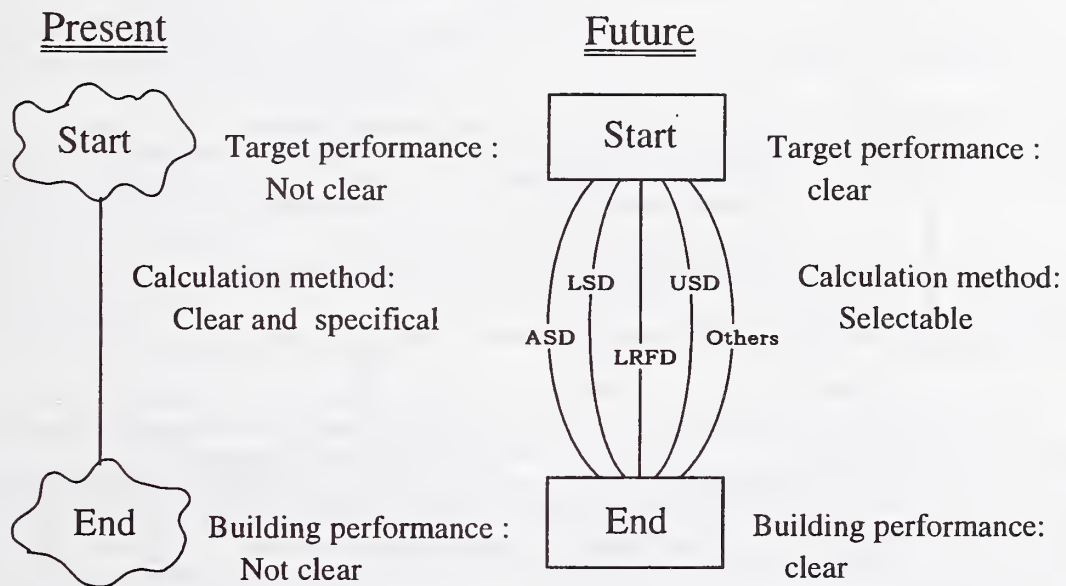 Present
Start
Target performance :
Not clear
Calculation method:
Clear and specifical
End
Building performance :
Not clear
Future
Start
Target performance :
clear
LSD
USD
ASD
Others
LRFD
Calculation method:
Selectable
End
Building performance:
clear